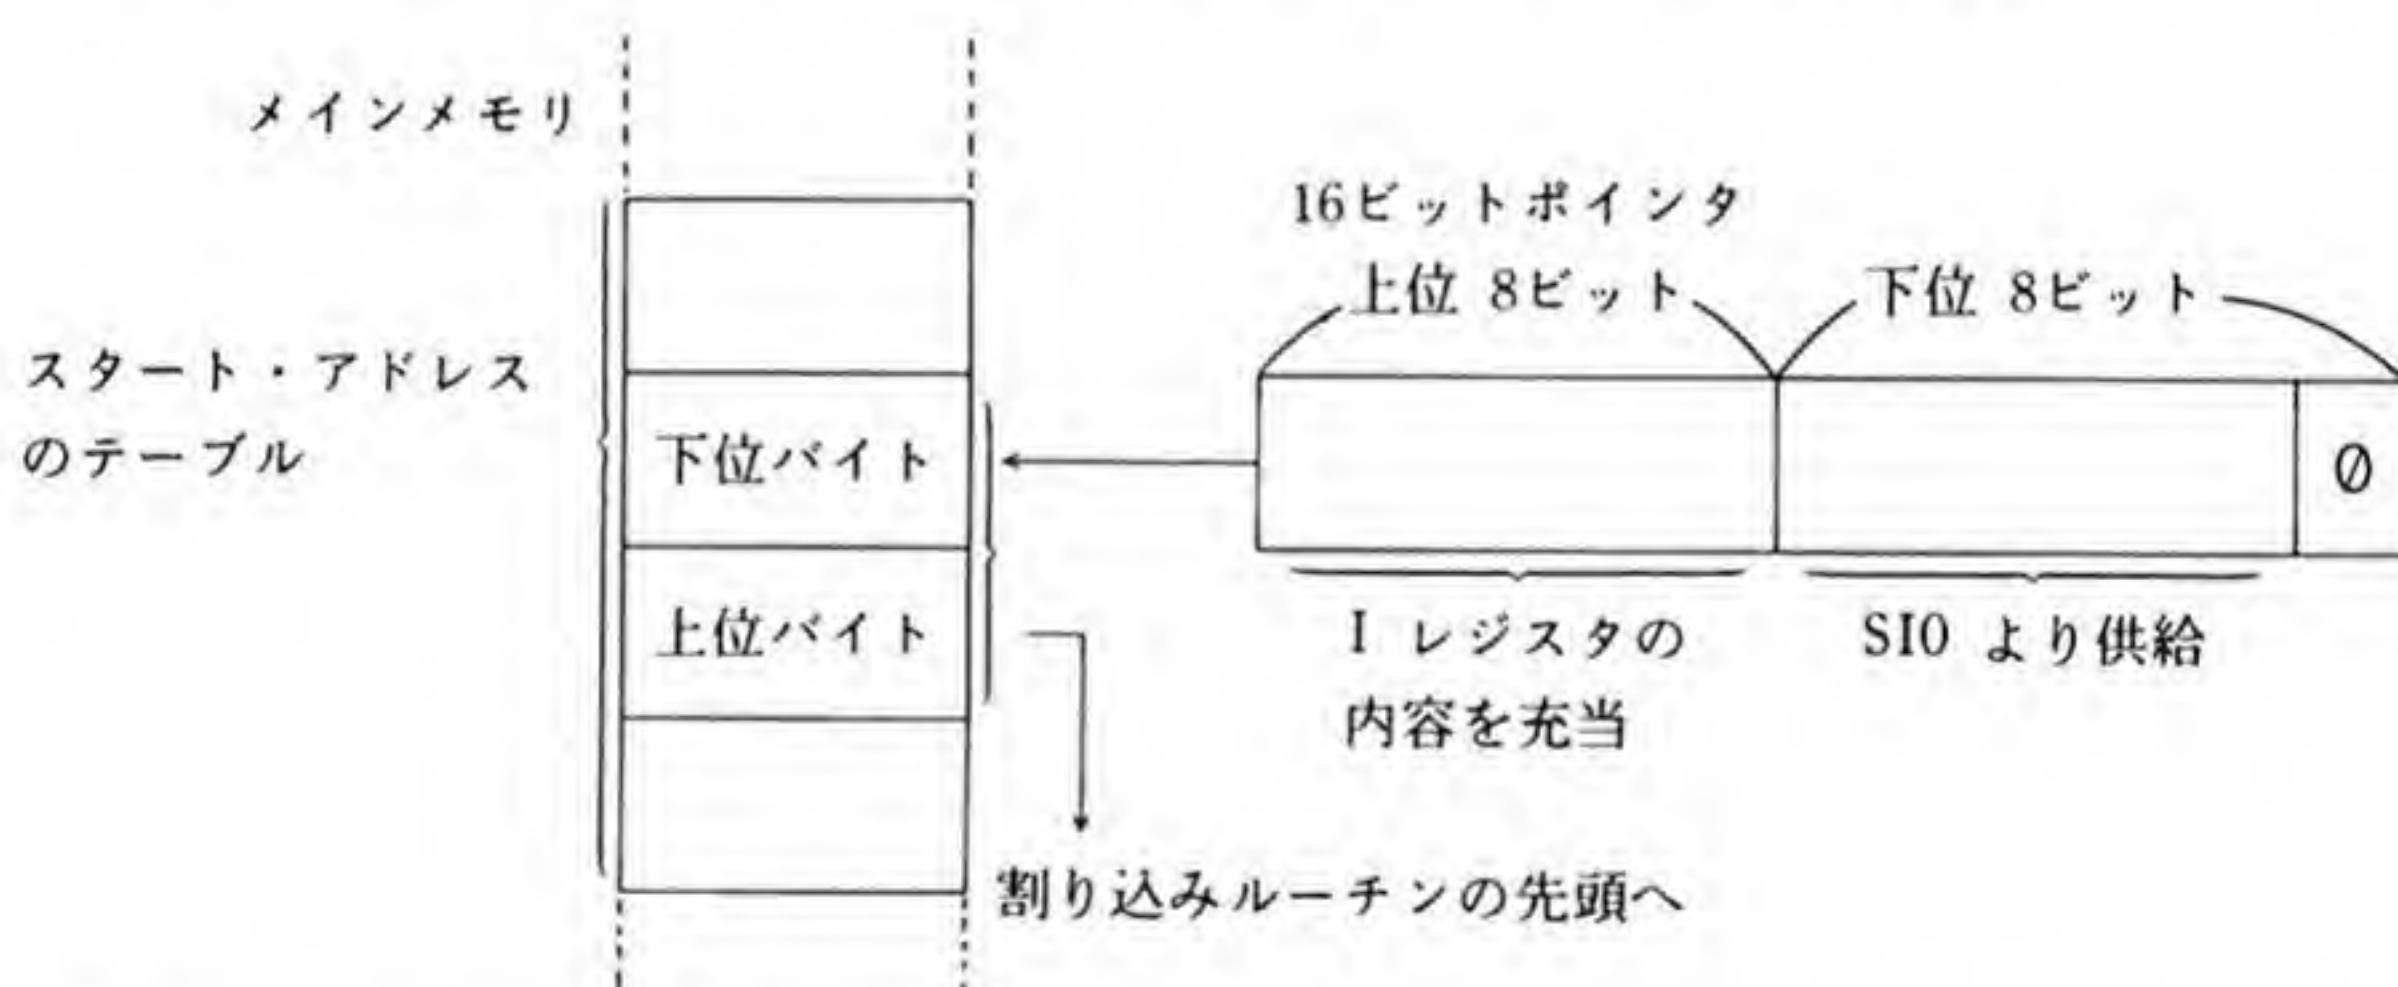 メインメモリ
16ビットポインタ
上位 8ビット
下位 8ビット
スタート・アドレス
のテーブル
下位バイト
0
上位バイト
I レジスタの
内容を充当
SIO より供給
割り込みルーチンの先頭へ